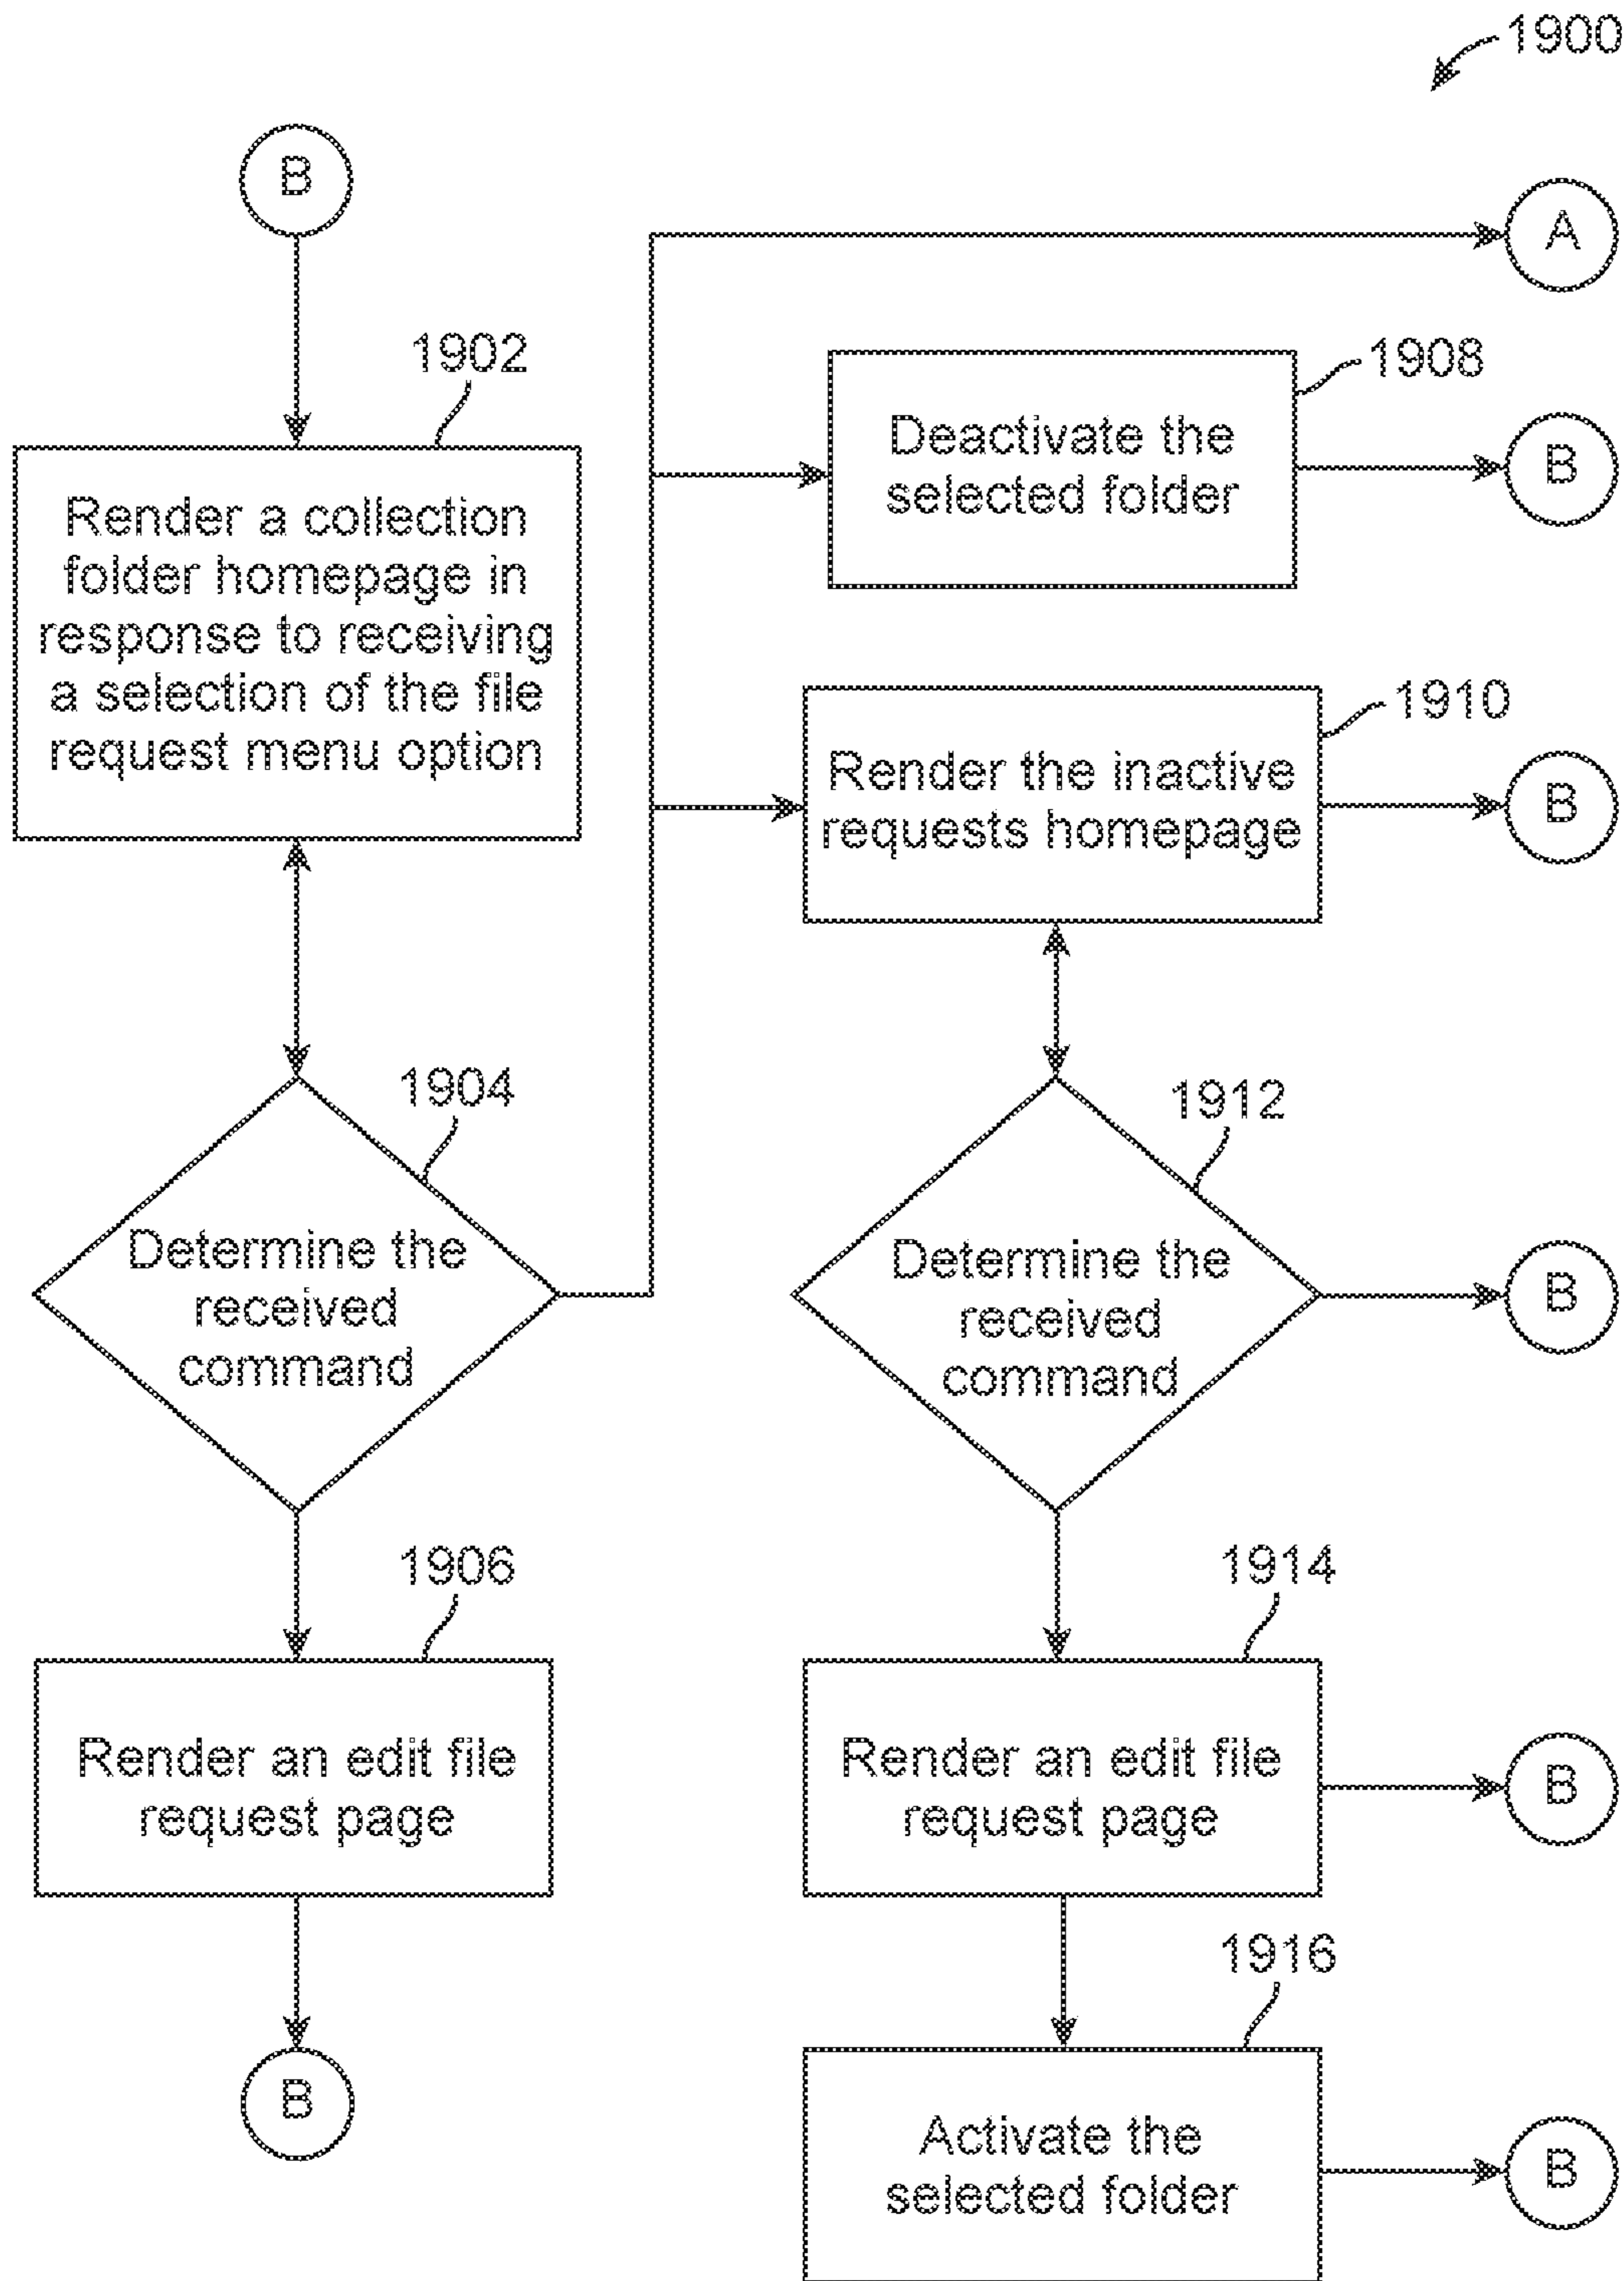 1900
B
A
1902
Render a collection
folder homepage in
response to receiving
a selection of the file
request menu option
1908
Deactivate the
selected folder
B
1910
Render the inactive
requests homepage
B
1904
Determine the
received
command
1912
Determine the
received
command
B
1906
Render an edit file
request page
B
1914
Render an edit file
request page
B
1916
Activate the
selected folder
B